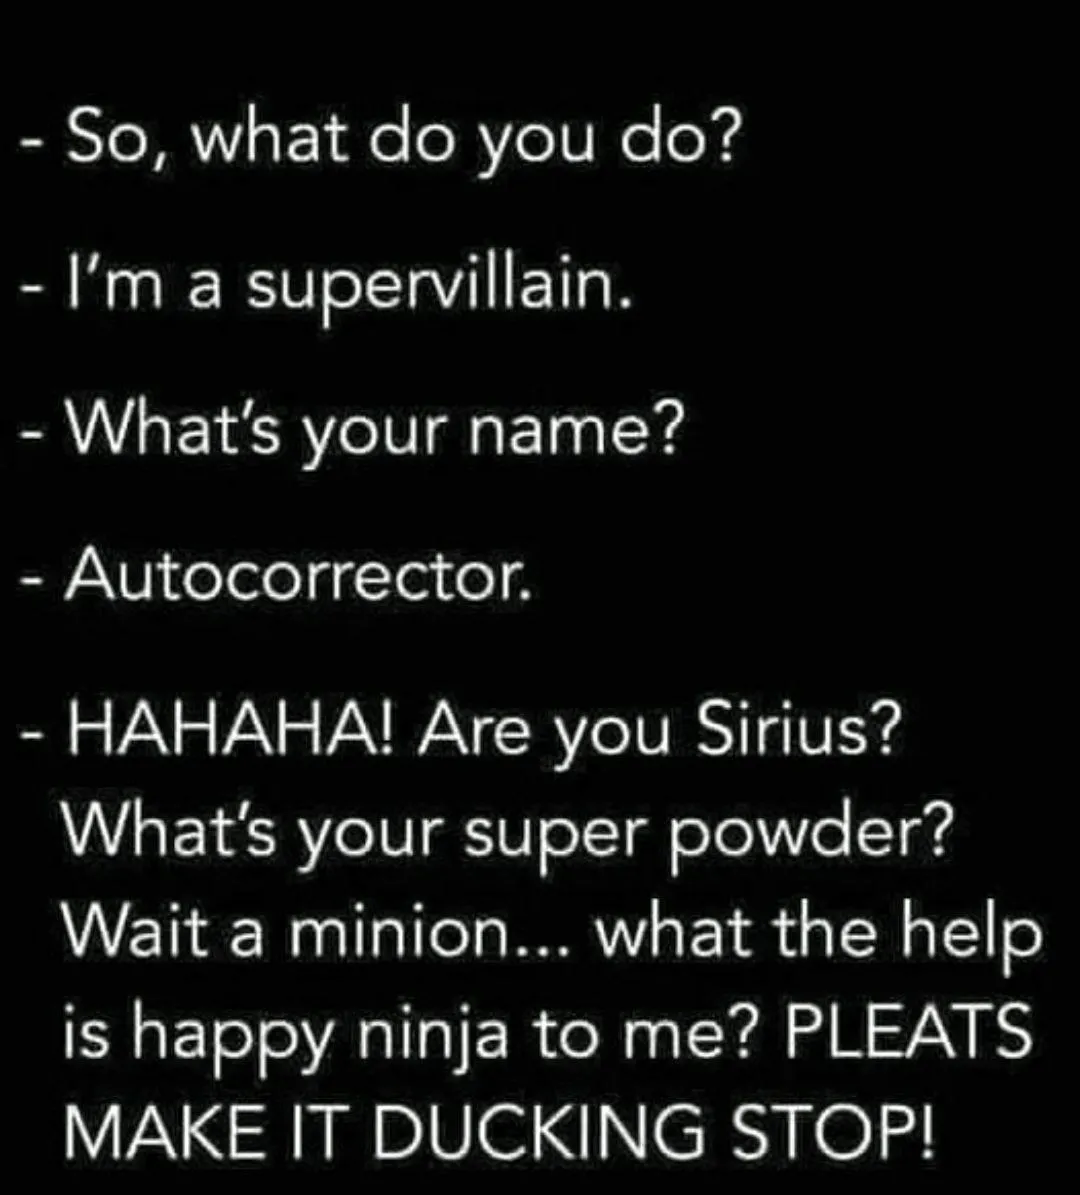 - So, what do you do?
- I'm a supervillain.
- What's your name?
- Autocorrector.
- HAHAHA! Are you Sirius?
What's your super powder?
Wait a minion... what the help
is happy ninja to me? PLEATS
MAKE IT DUCKING STOP!